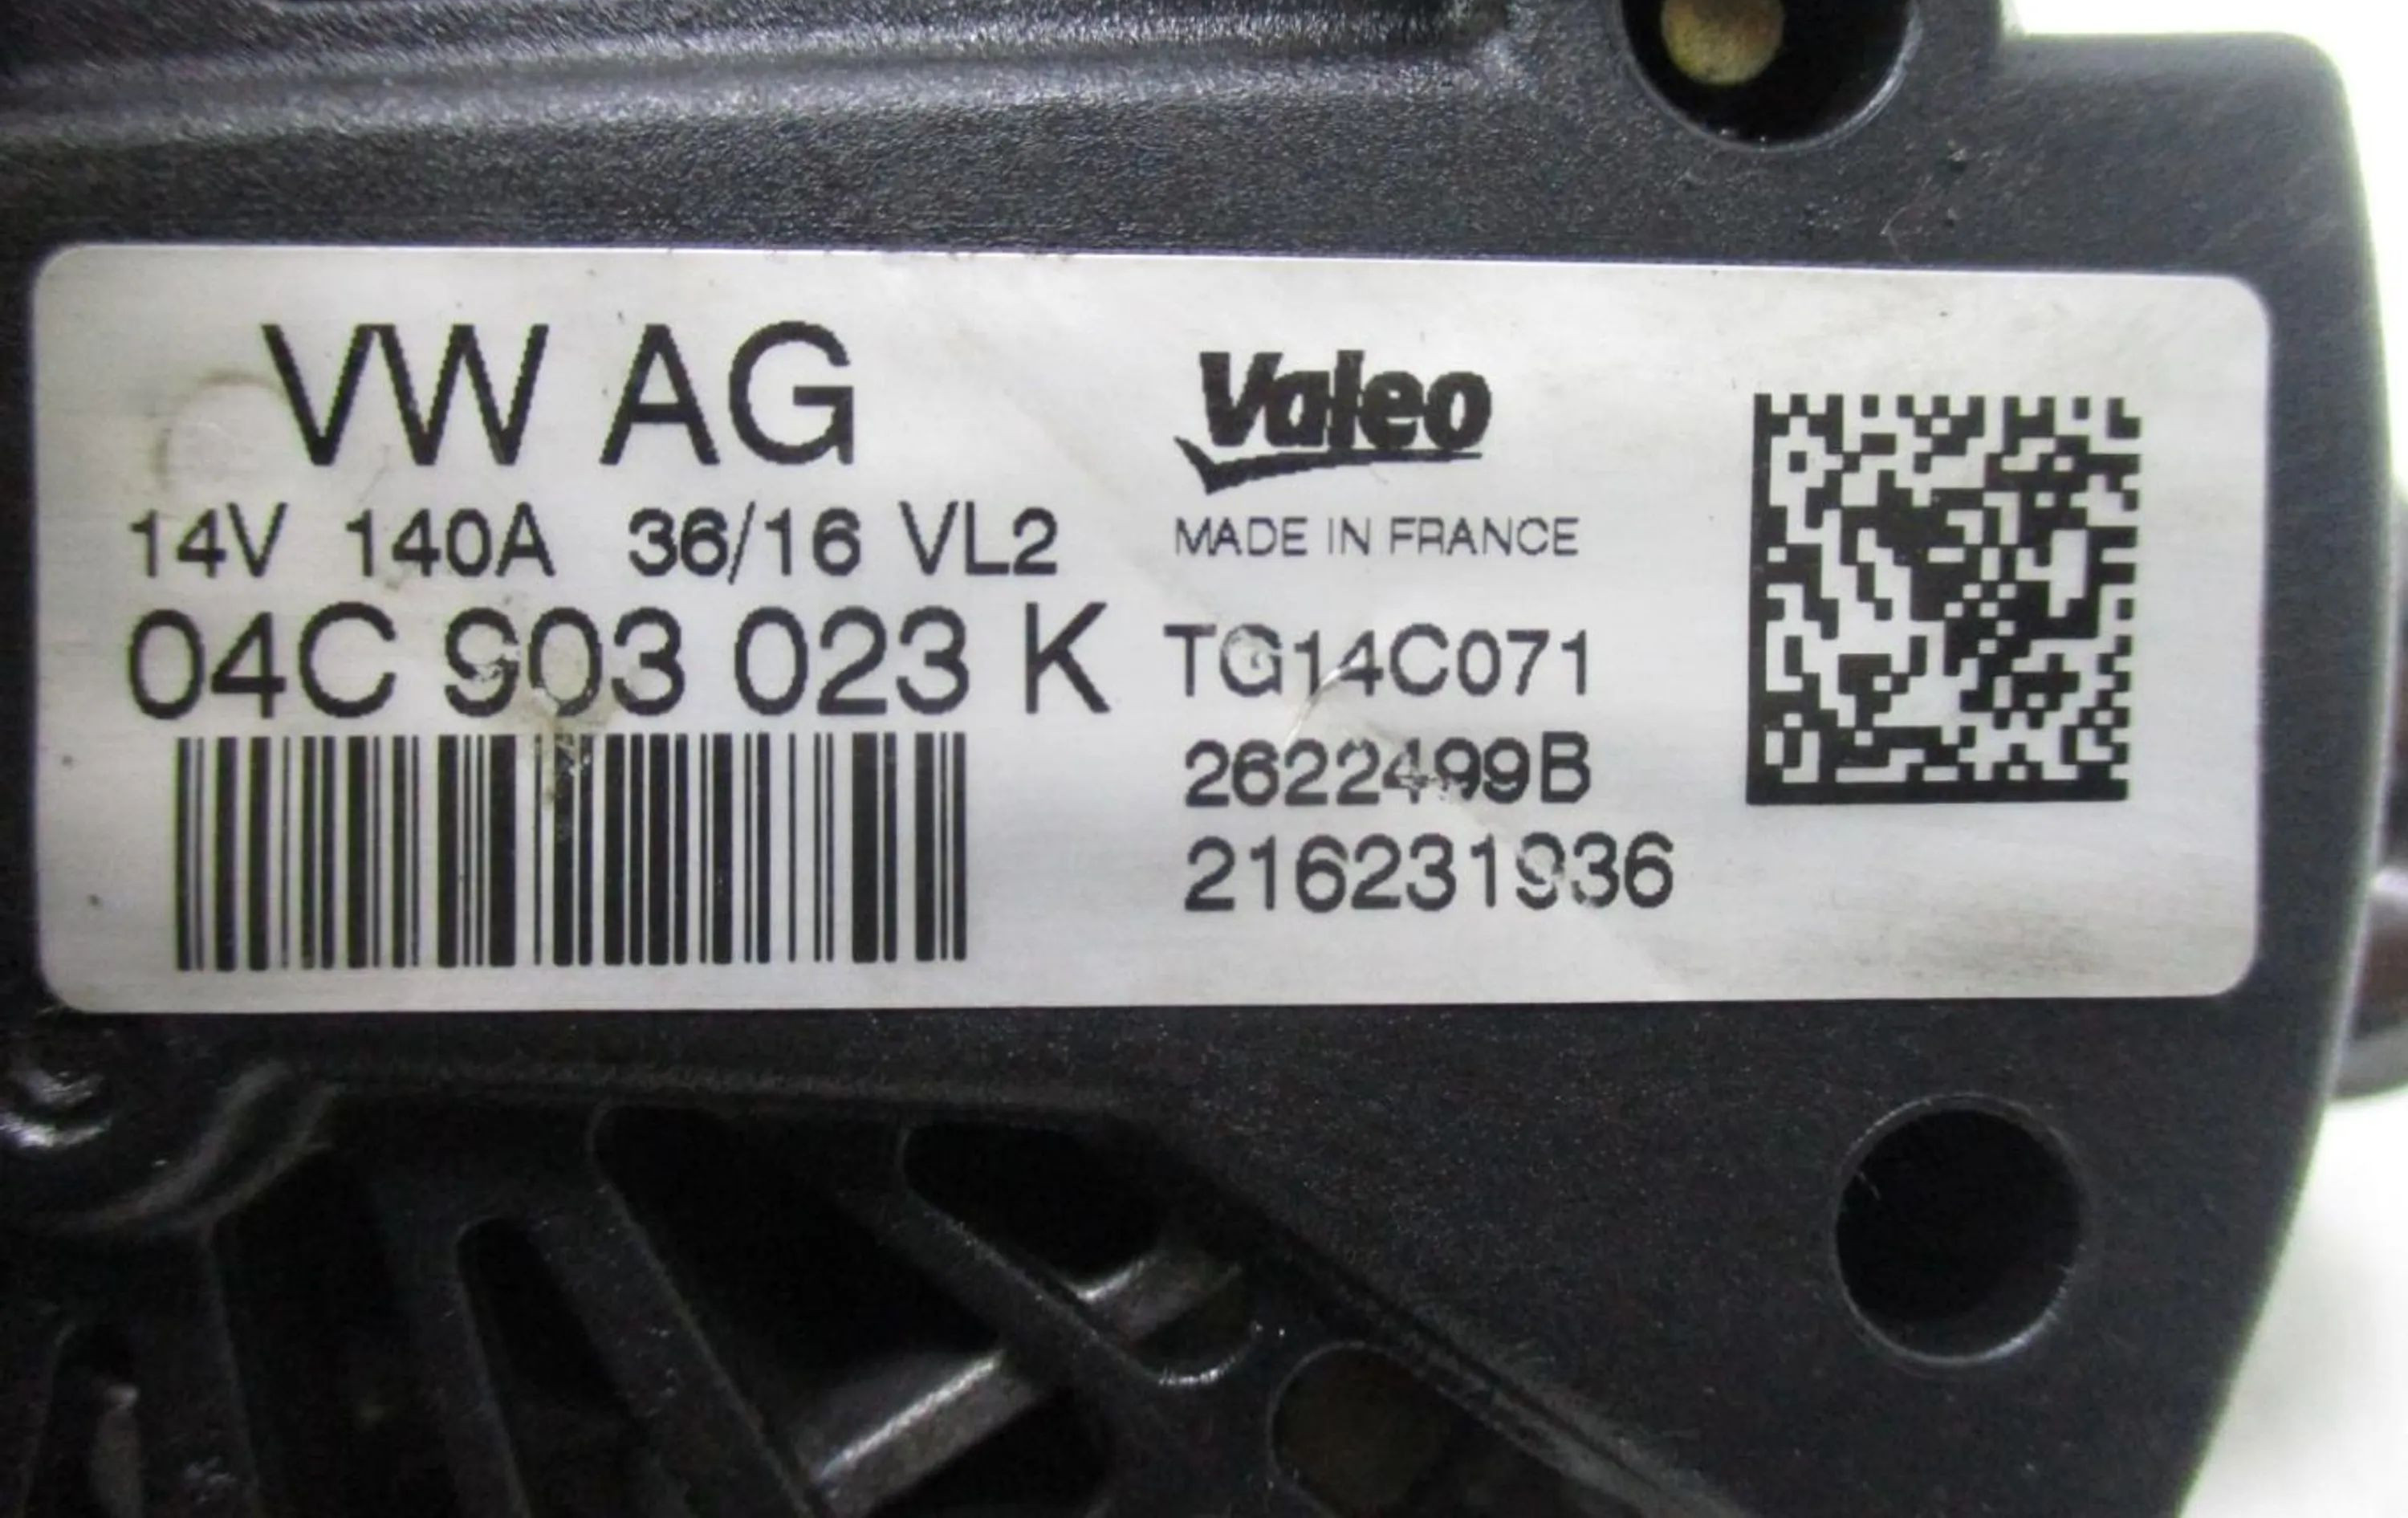 VW AG
14V 140A 36/16 VL2
04C 903 023 K
Valeo
MADE IN FRANCE
TG14C071
2622499B
216231936